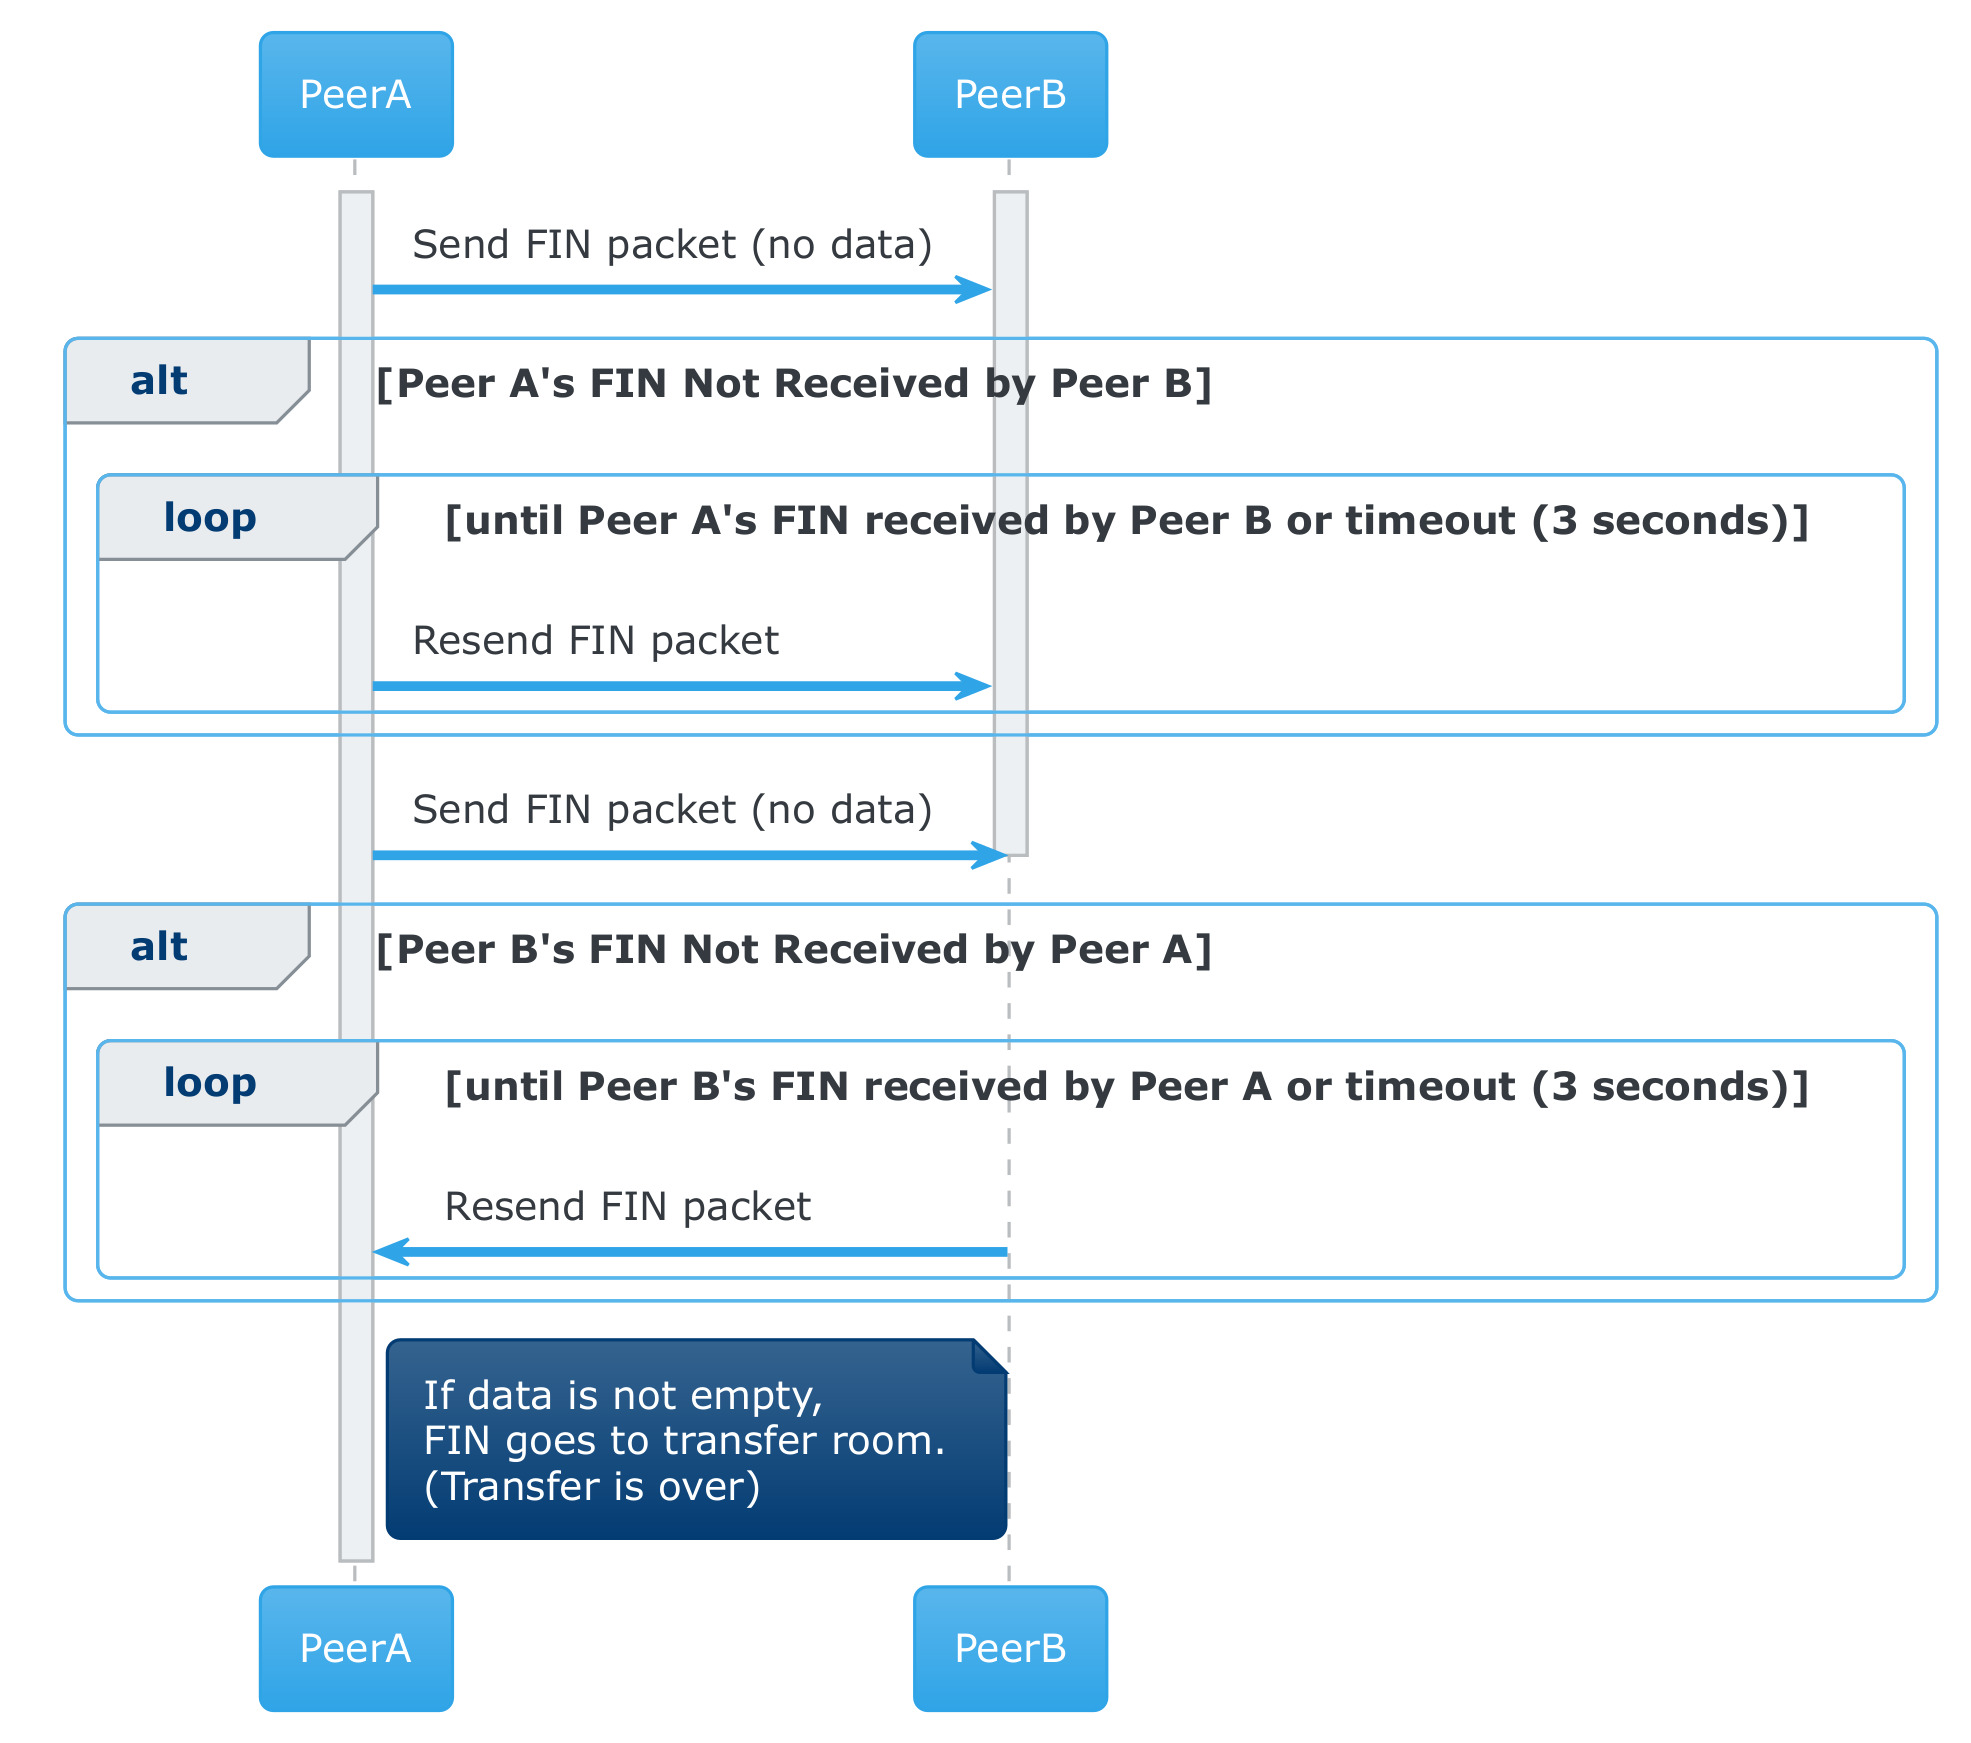 PeerA
PeerB
Send FIN packet (no data)
alt
[Peer A's FIN Not Received by Peer B]
loop
[until Peer A's FIN received by Peer B or timeout (3 seconds)]
Resend FIN packet
Send FIN packet (no data)
alt
[Peer B's FIN Not Received by Peer A]
loop
[until Peer B's FIN received by Peer A or timeout (3 seconds)]
Resend FIN packet
If data is not empty,
FIN goes to transfer room.
(Transfer is over)
PeerA
PeerB